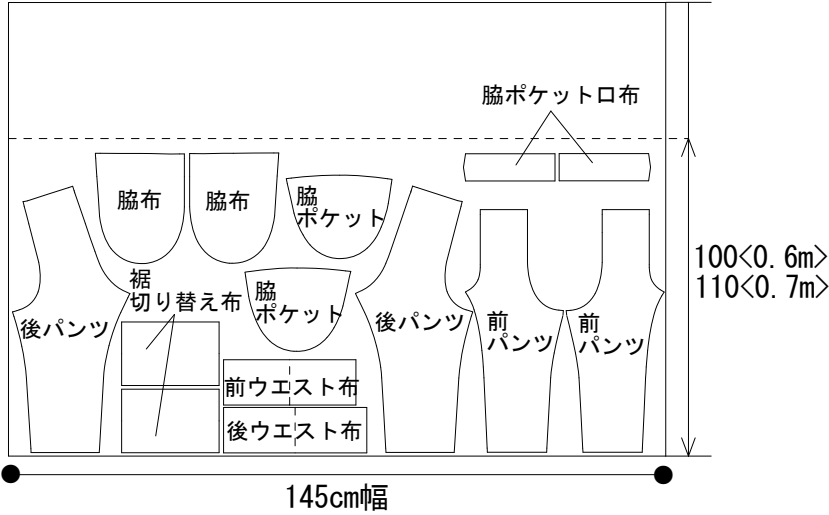 脇ポケット口布
脇布
脇布
脇
ポケット
100<0.6m>
110<0.7m>
裾
切り替え布
脇
ポケット
後パンツ
後パンツ
前
パンツ
前
パンツ
前ウエスト布
後ウエスト布
145cm幅